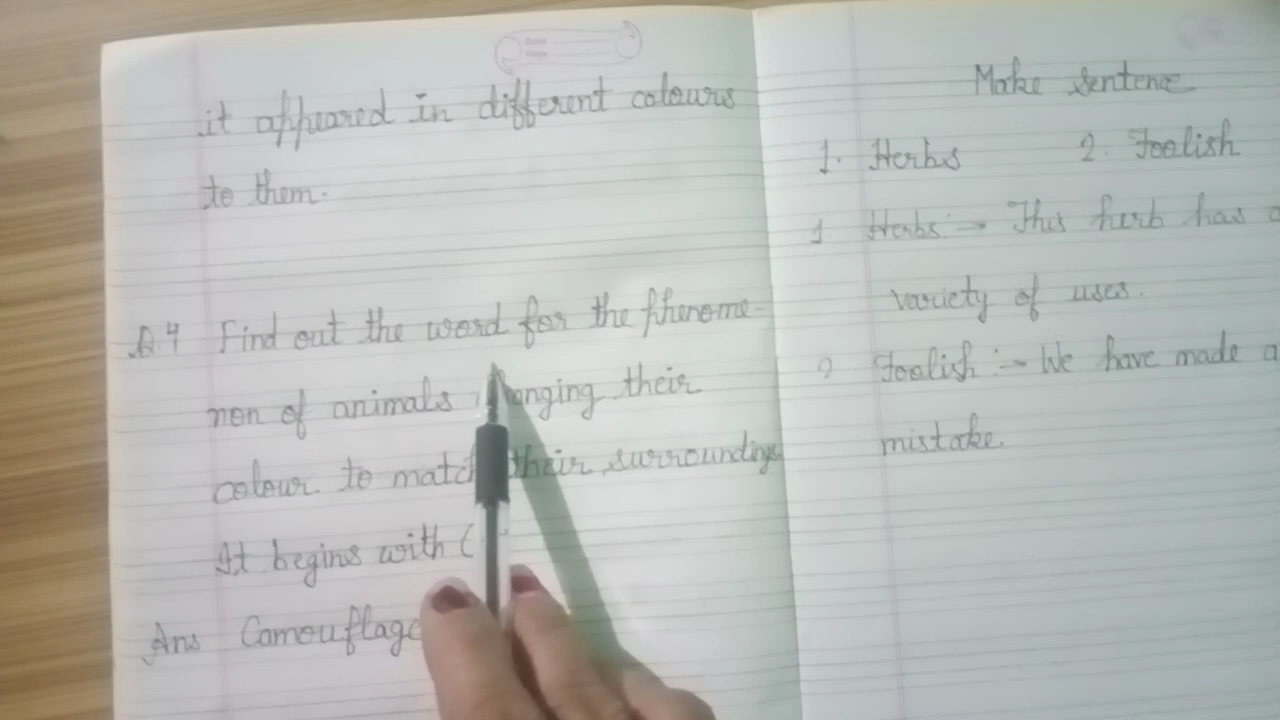 it appeared in different colours
to them.
Q.4 Find out the word for the phenome-
non of animals changing their
colour to match their surroundings
It begins with C
Ans Camouflage
Make sentence
1. Herbs 2. Foolish
1 Herbs :- This herb has a
variety of uses.
2 Foolish :- We have made a
mistake.